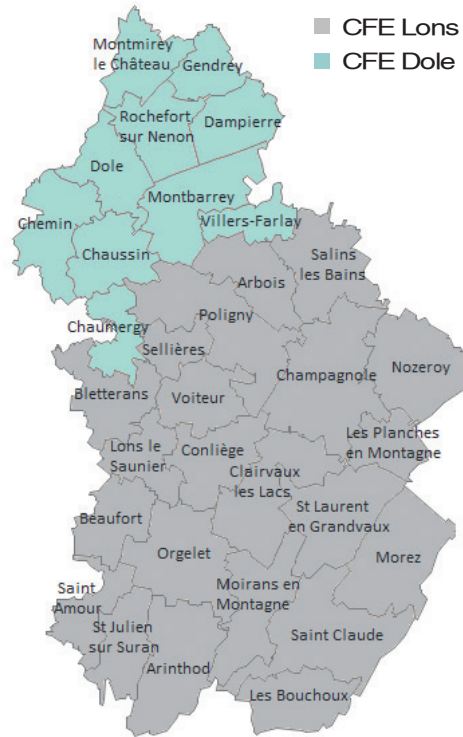 CFE Lons
CFE Dole
Montmirey
le Château
Gendrey
Rochefort
sur Nenon
Dampierre
Dole
Montbarrey
Chemin
Villers-Farlay
Chaussin
Salins
les Bains
Arbois
Poligny
Chaumergy
Sellières
Champagnole
Nozeroy
Bletterans
Voiteur
Les Planches
en Montagne
Lons le
Saunier
Conliège
Clairvaux
les Lacs
St Laurent
en Grandvaux
Beaufort
Orgelet
Morez
Saint
Amour
Moirans en
Montagne
St Julien
sur Suran
Saint Claude
Arinthod
Les Bouchoux